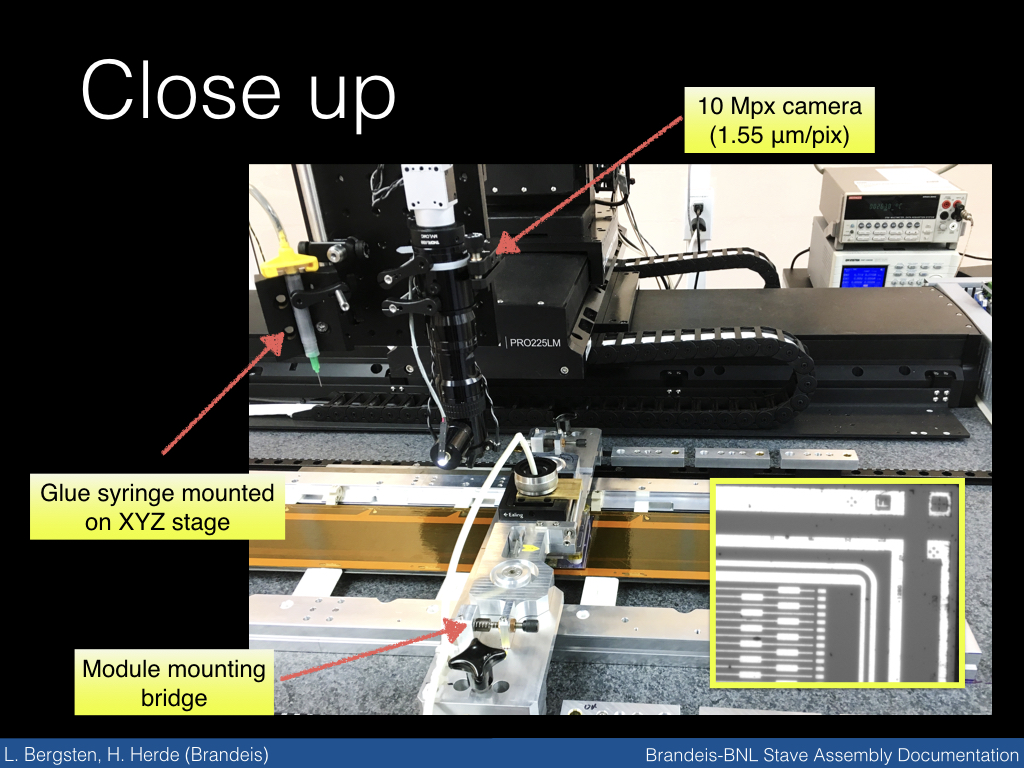 Close up
10 Mpx camera
(1.55 µm/pix)
PRO225LM
Glue syringe mounted
on XYZ stage
Module mounting
bridge
L. Bergsten, H. Herde (Brandeis)
Brandeis-BNL Stave Assembly Documentation